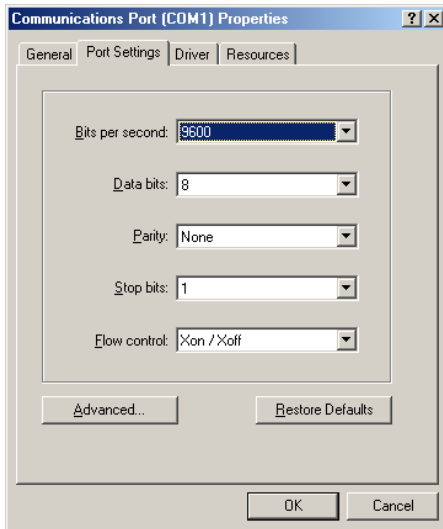 Communications Port (COM1) Properties
General Port Settings Driver Resources
Bits per second: 9600
Data bits: 8
Parity: None
Stop bits: 1
Flow control: Xon / Xoff
Advanced... Restore Defaults
OK Cancel